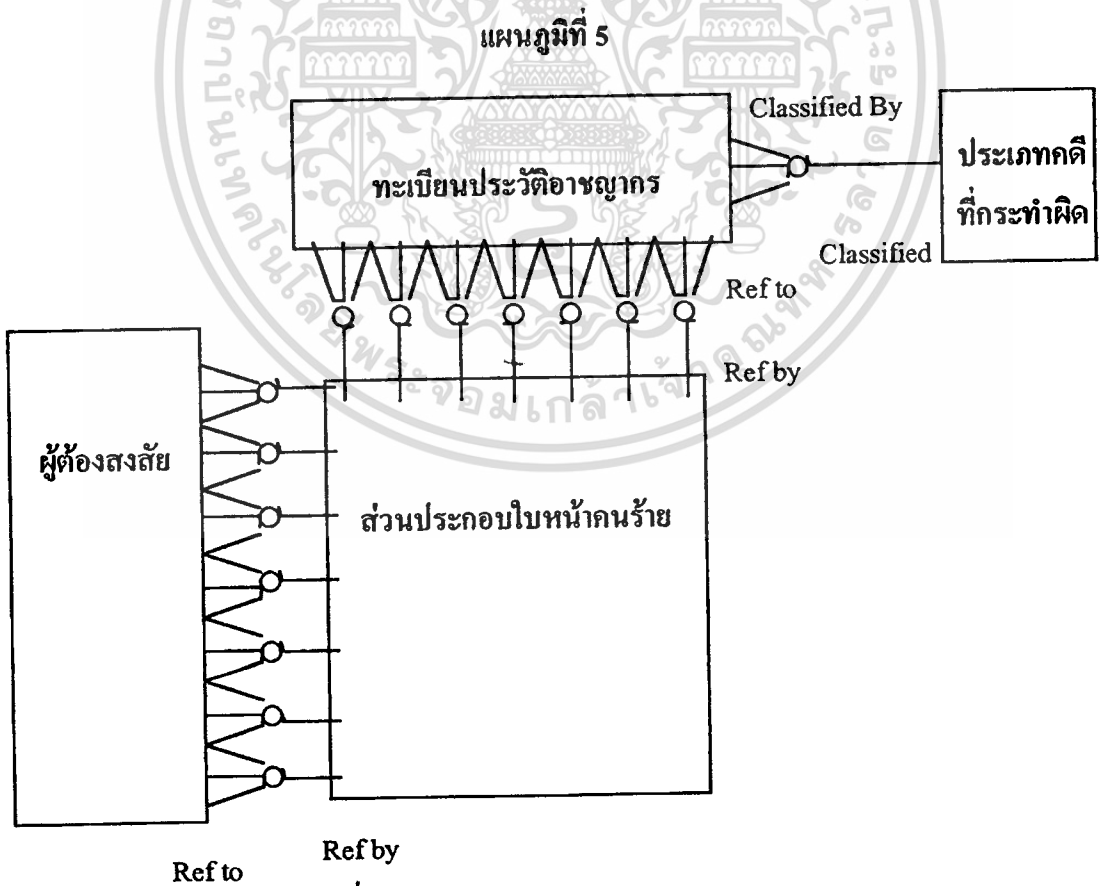 แผนภูมิที่ 5
Classified By
ประเภทคดี
ที่กระทำผิด
ทะเบียนประวัติอาชญากร
Classified
Ref to
Ref by
ผู้ต้องสงสัย
ส่วนประกอบใบหน้าคนร้าย
Ref by
Ref to